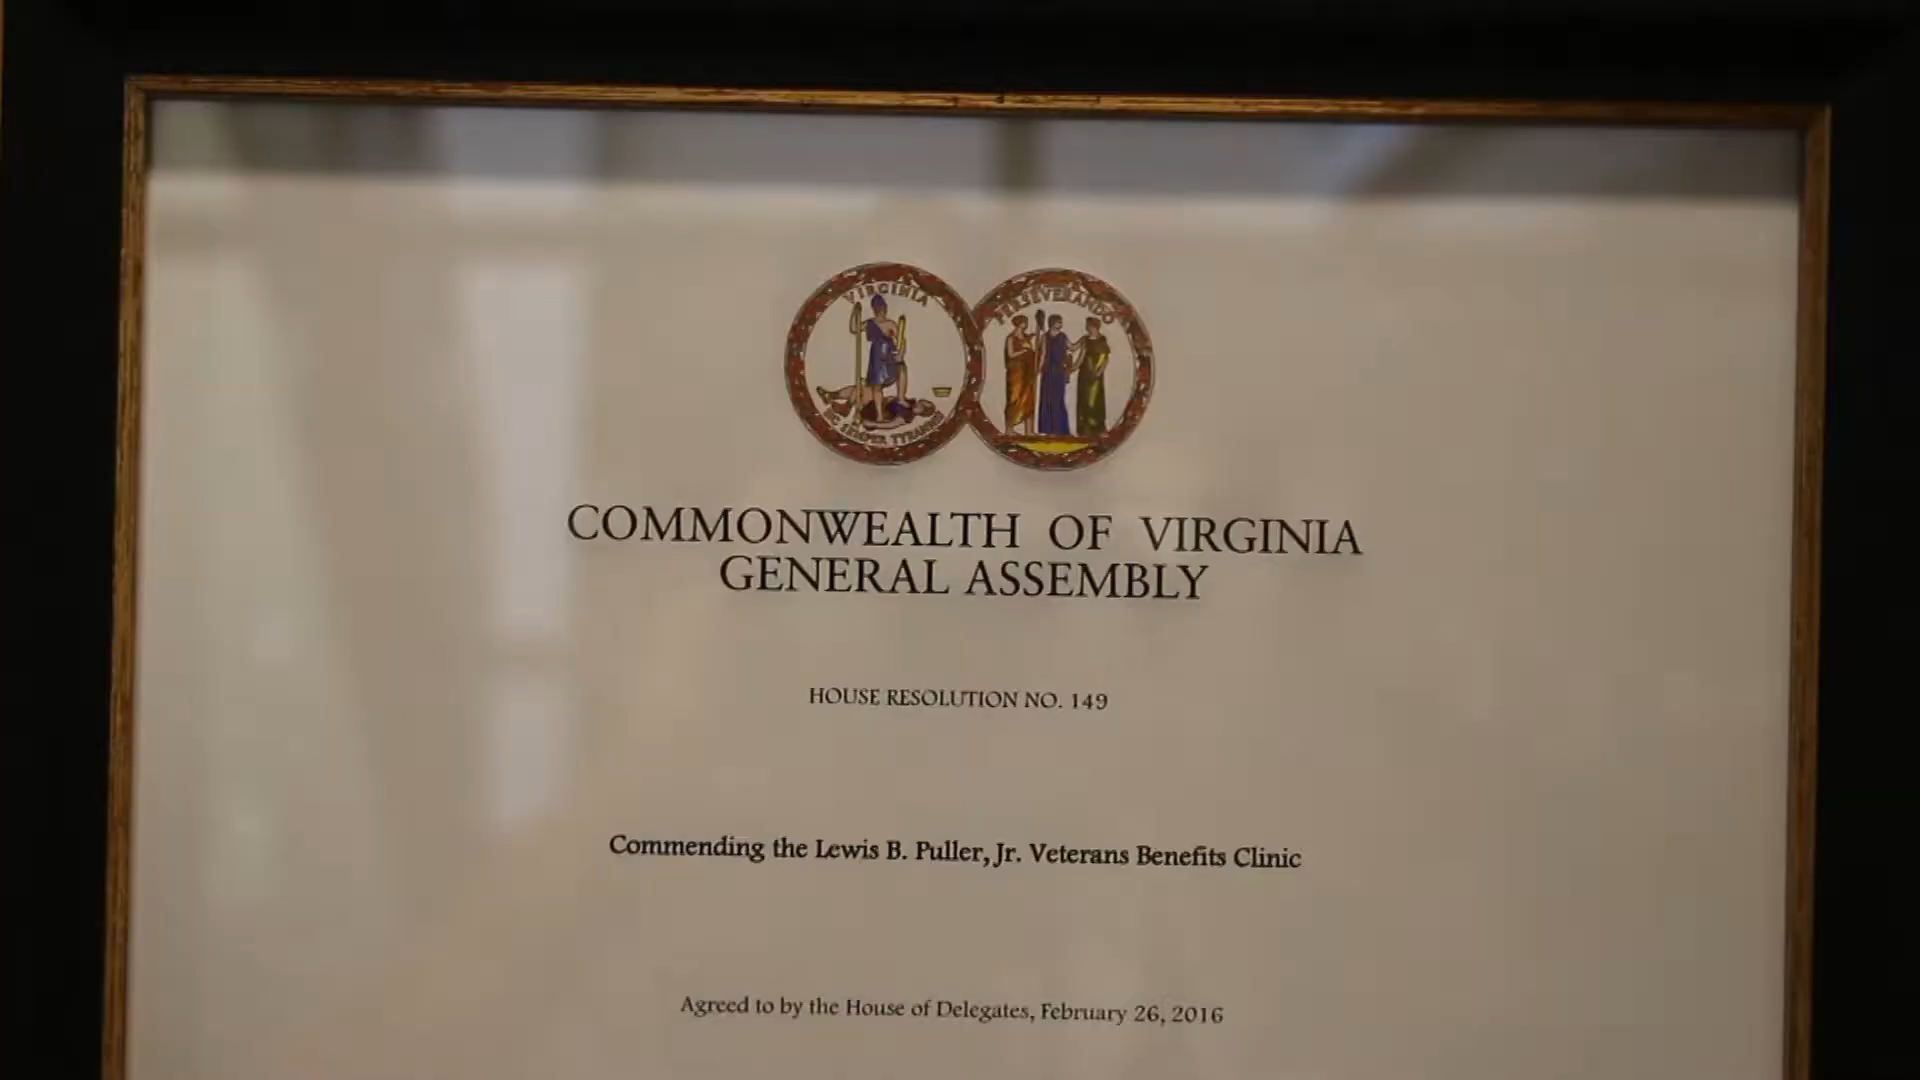 VIRGINIA
PERSEVERANDO
SIC SEMPER TYRANNIS
COMMONWEALTH OF VIRGINIA
GENERAL ASSEMBLY
HOUSE RESOLUTION NO. 149
Commending the Lewis B. Puller, Jr. Veterans Benefits Clinic
Agreed to by the House of Delegates, February 26, 2016